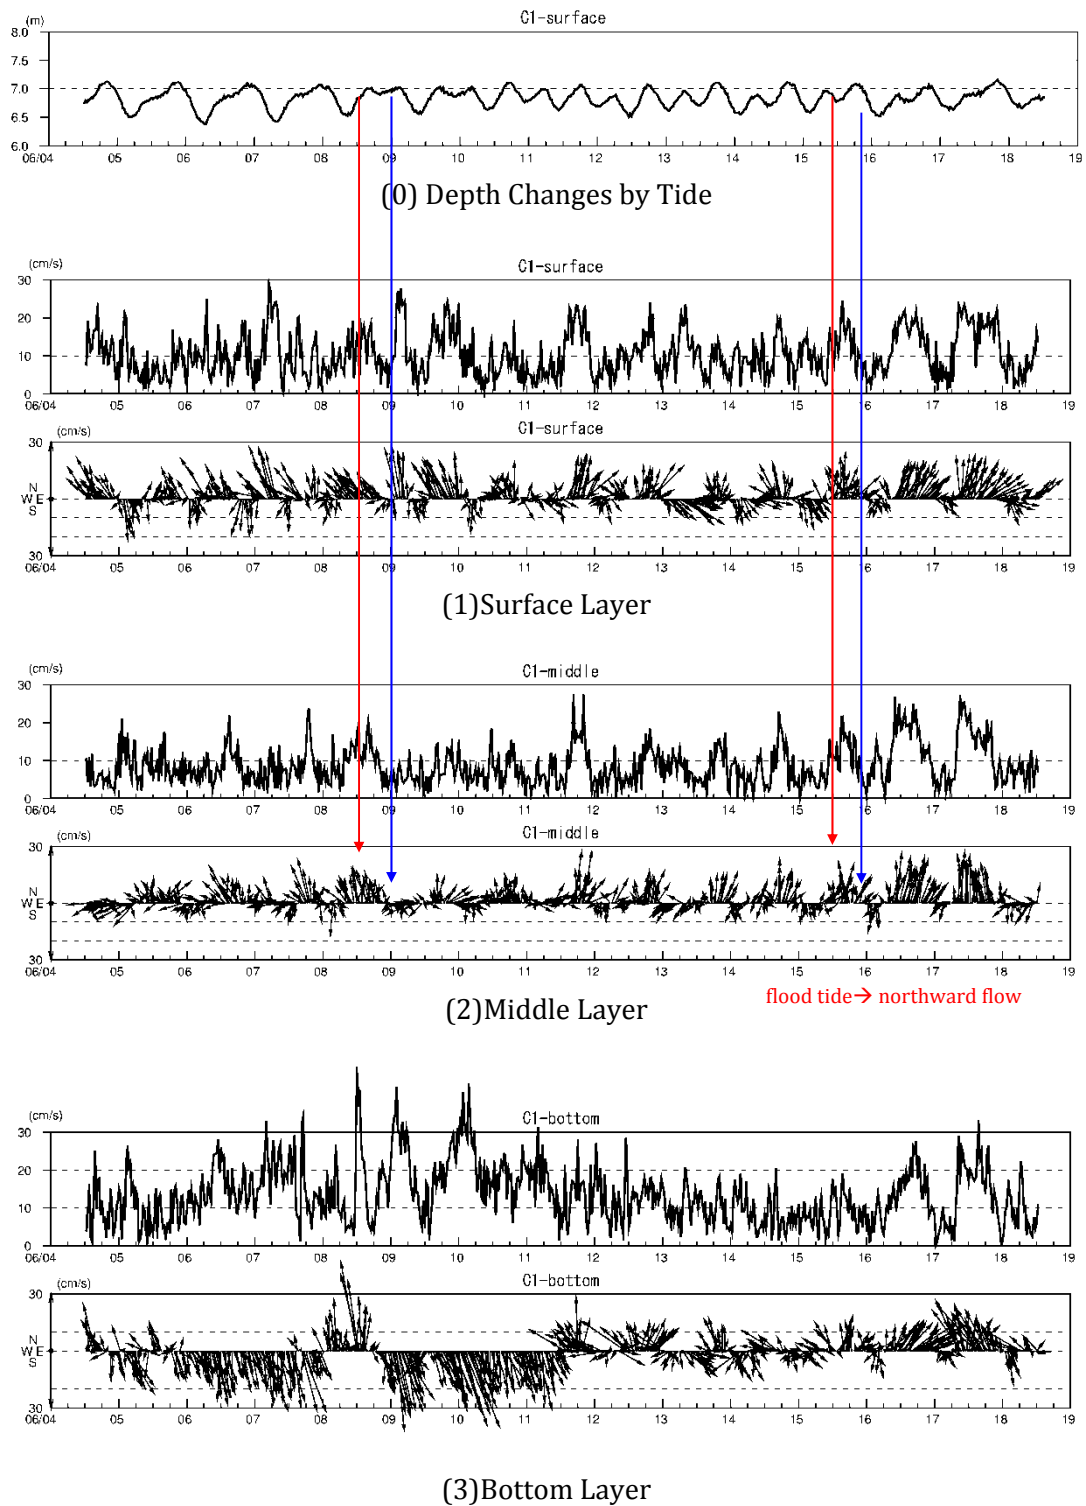 C1-surface
(m)
8.0
7.5
7.0
6.5
6.0
06/04 05 06 07 08 09 10 11 12 13 14 15 16 17 18 19
(0) Depth Changes by Tide
(cm/s)
C1-surface
30
20
10
0
06/04 05 06 07 08 09 10 11 12 13 14 15 16 17 18 19
(cm/s)
C1-surface
30
N
W E
S
30
06/04 05 06 07 08 09 10 11 12 13 14 15 16 17 18 19
(1)Surface Layer
(cm/s)
C1-middle
30
20
10
0
06/04 05 06 07 08 09 10 11 12 13 14 15 16 17 18 19
(cm/s)
C1-middle
30
N
W E
S
30
06/04 05 06 07 08 09 10 11 12 13 14 15 16 17 18 19
flood tide→ northward flow
(2)Middle Layer
(cm/s)
C1-bottom
30
20
10
0
06/04 05 06 07 08 09 10 11 12 13 14 15 16 17 18 19
(cm/s)
C1-bottom
30
N
W E
S
30
06/04 05 06 07 08 09 10 11 12 13 14 15 16 17 18 19
(3)Bottom Layer